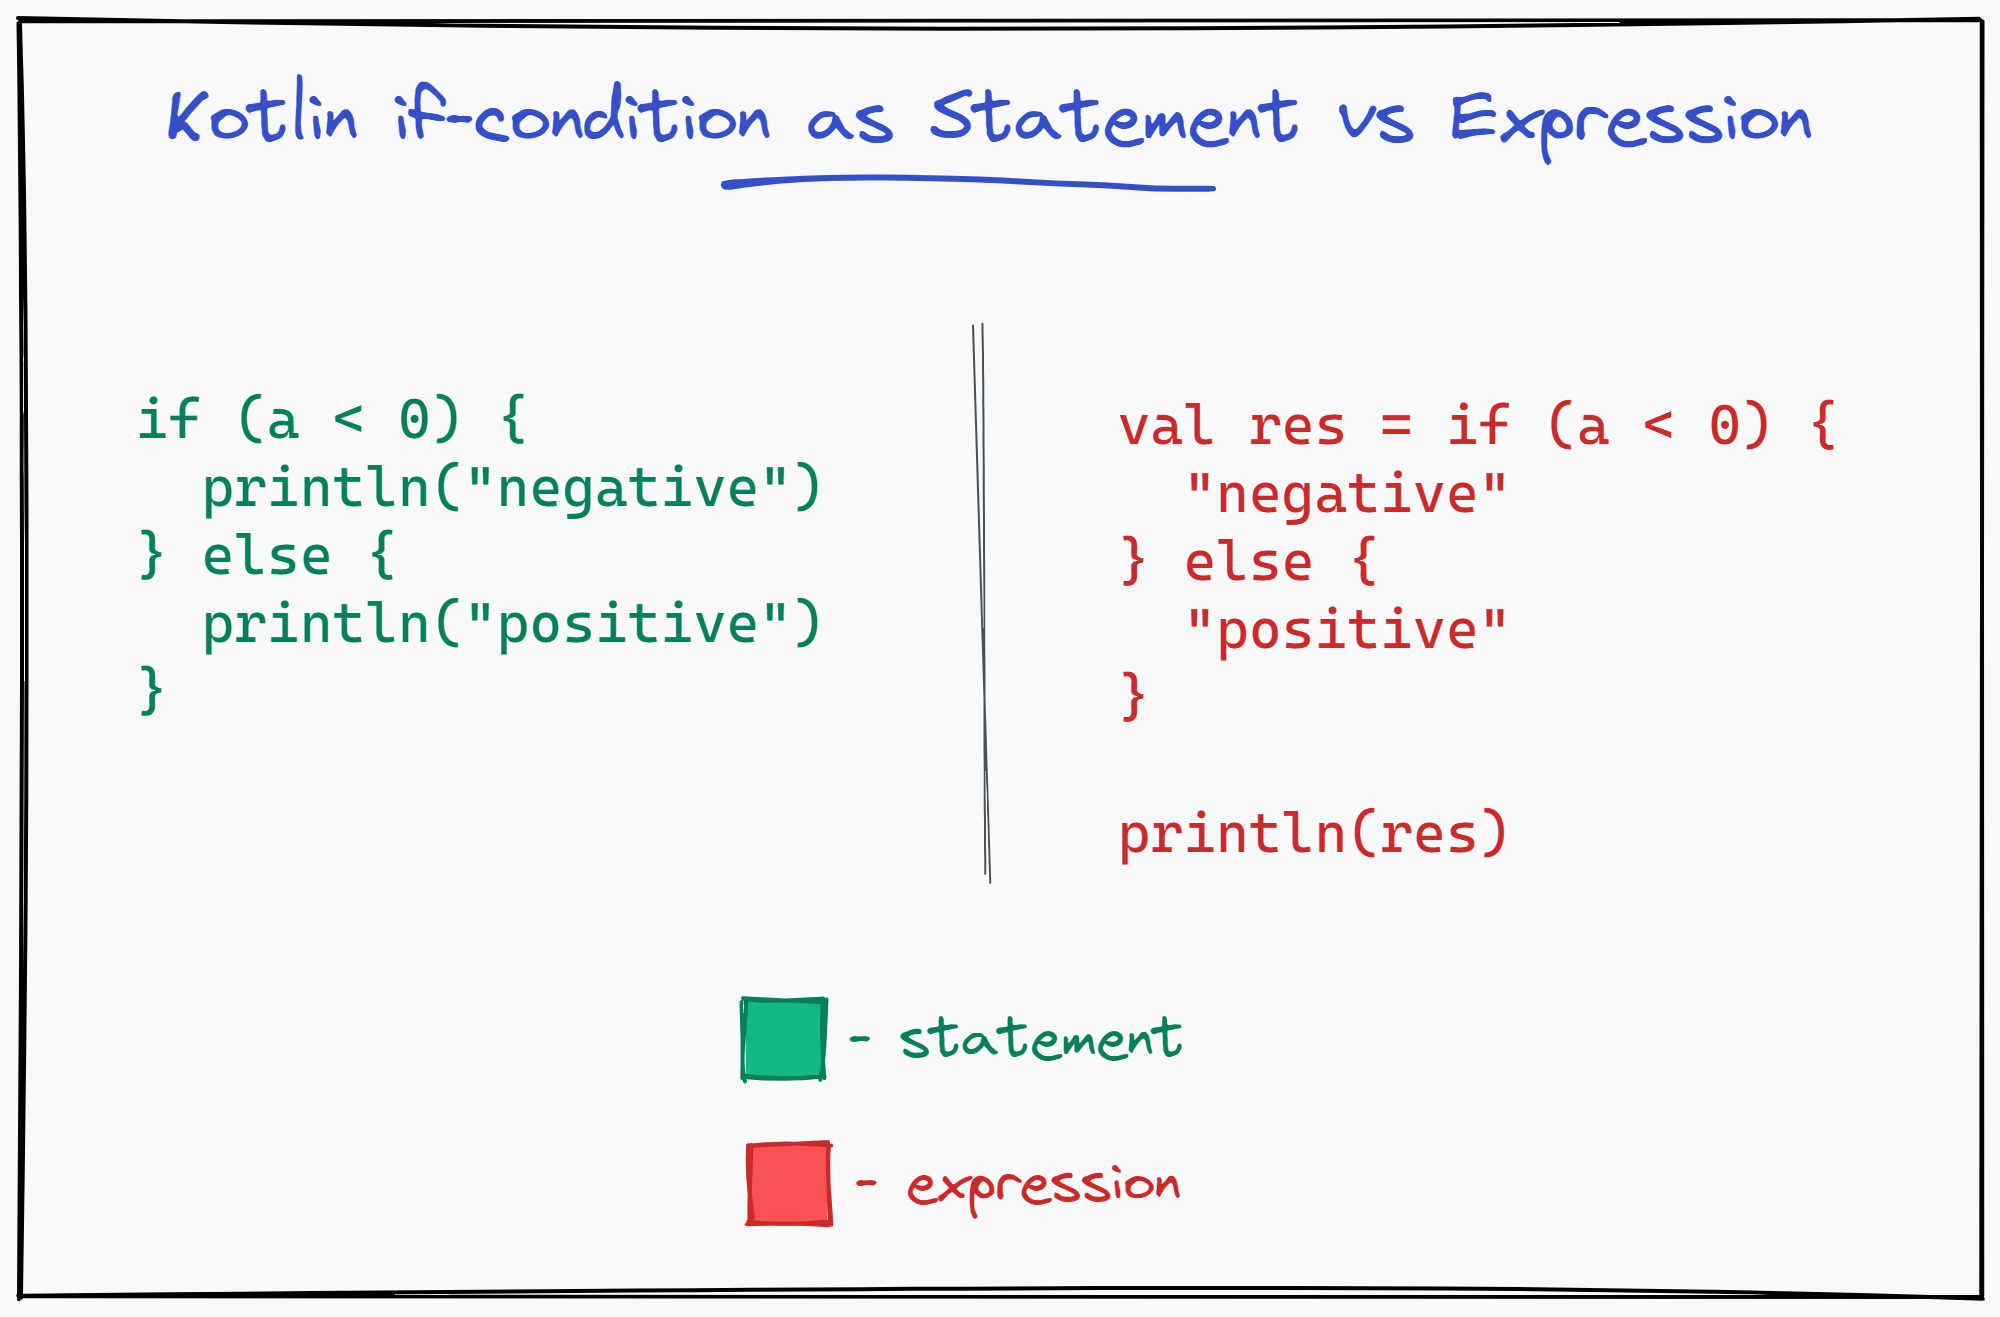 Kotlin if-condition as Statement vs Expression
if (a < 0) {
  println("negative")
} else {
  println("positive")
}
val res = if (a < 0) {
  "negative"
} else {
  "positive"
}
println(res)
- statement
- expression